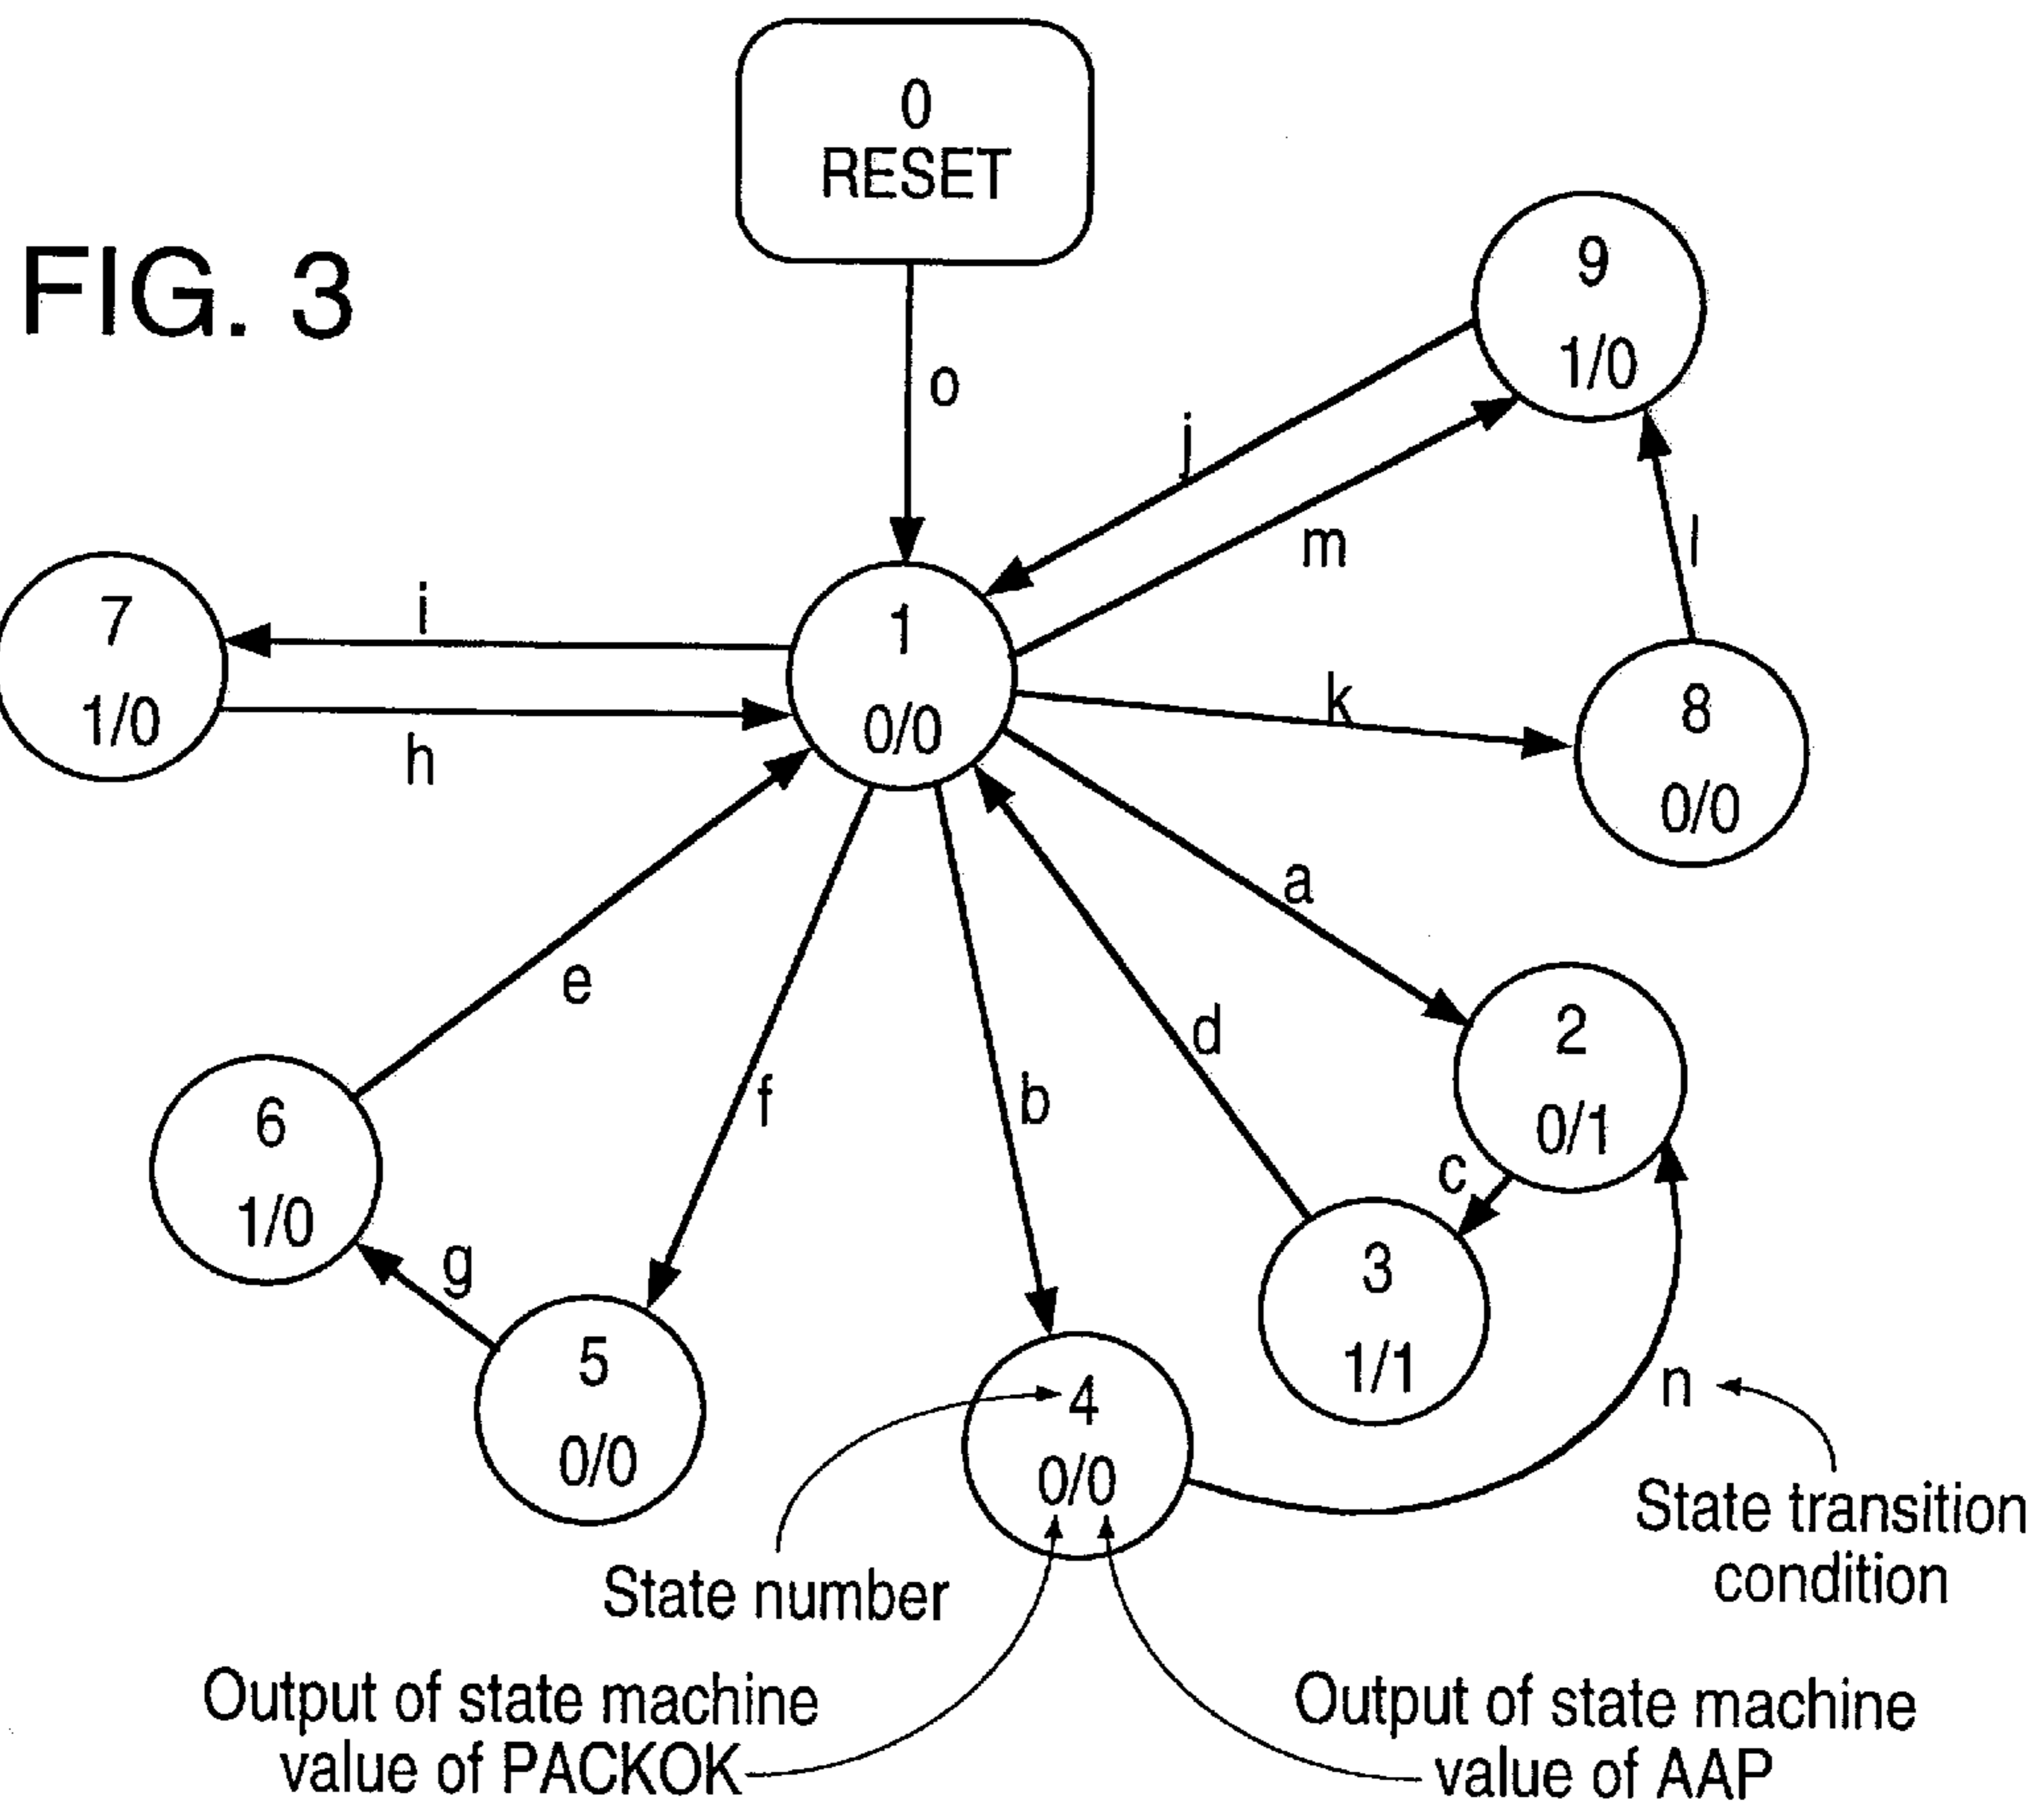 0
RESET
FIG. 3
9
1/0
o
j
m
l
i
7
1/0
h
1
0/0
k
8
0/0
a
e
f
b
d
2
0/1
c
6
1/0
g
5
0/0
3
1/1
4
0/0
n
State number
State transition
condition
Output of state machine
value of PACKOK
Output of state machine
value of AAP